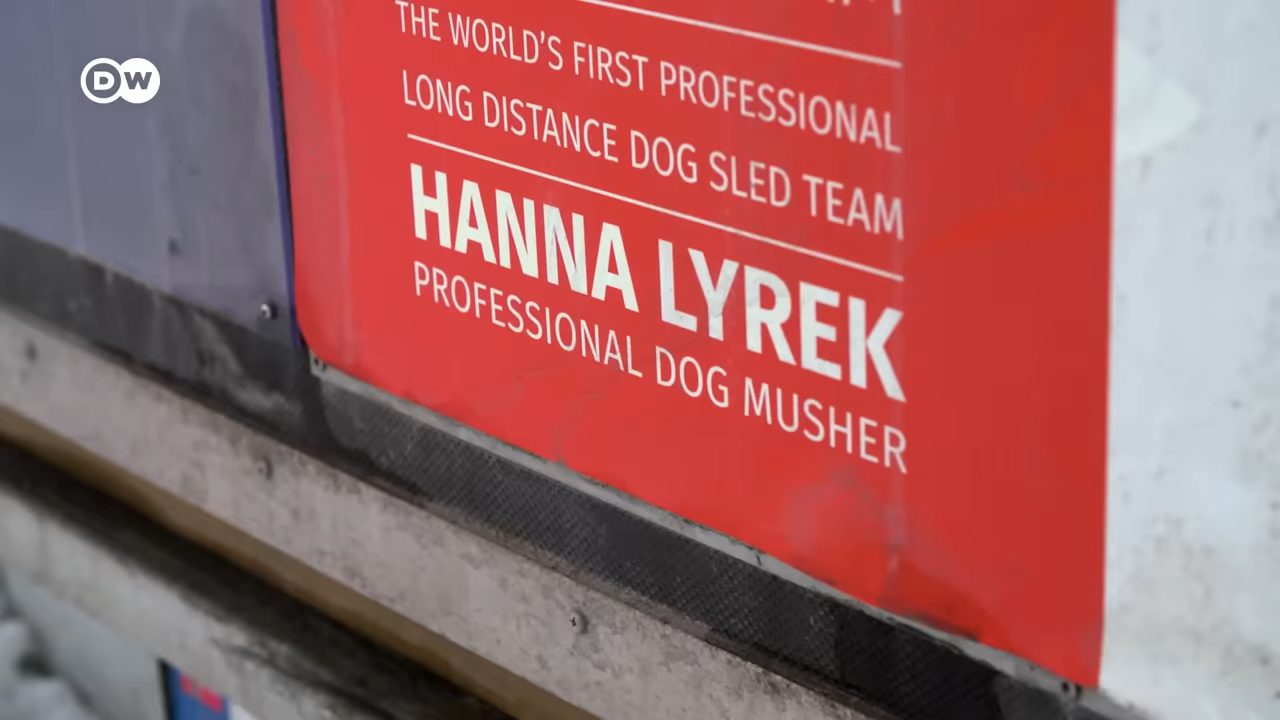 DW
THE WORLD'S FIRST PROFESSIONAL
LONG DISTANCE DOG SLED TEAM
HANNA LYREK
PROFESSIONAL DOG MUSHER